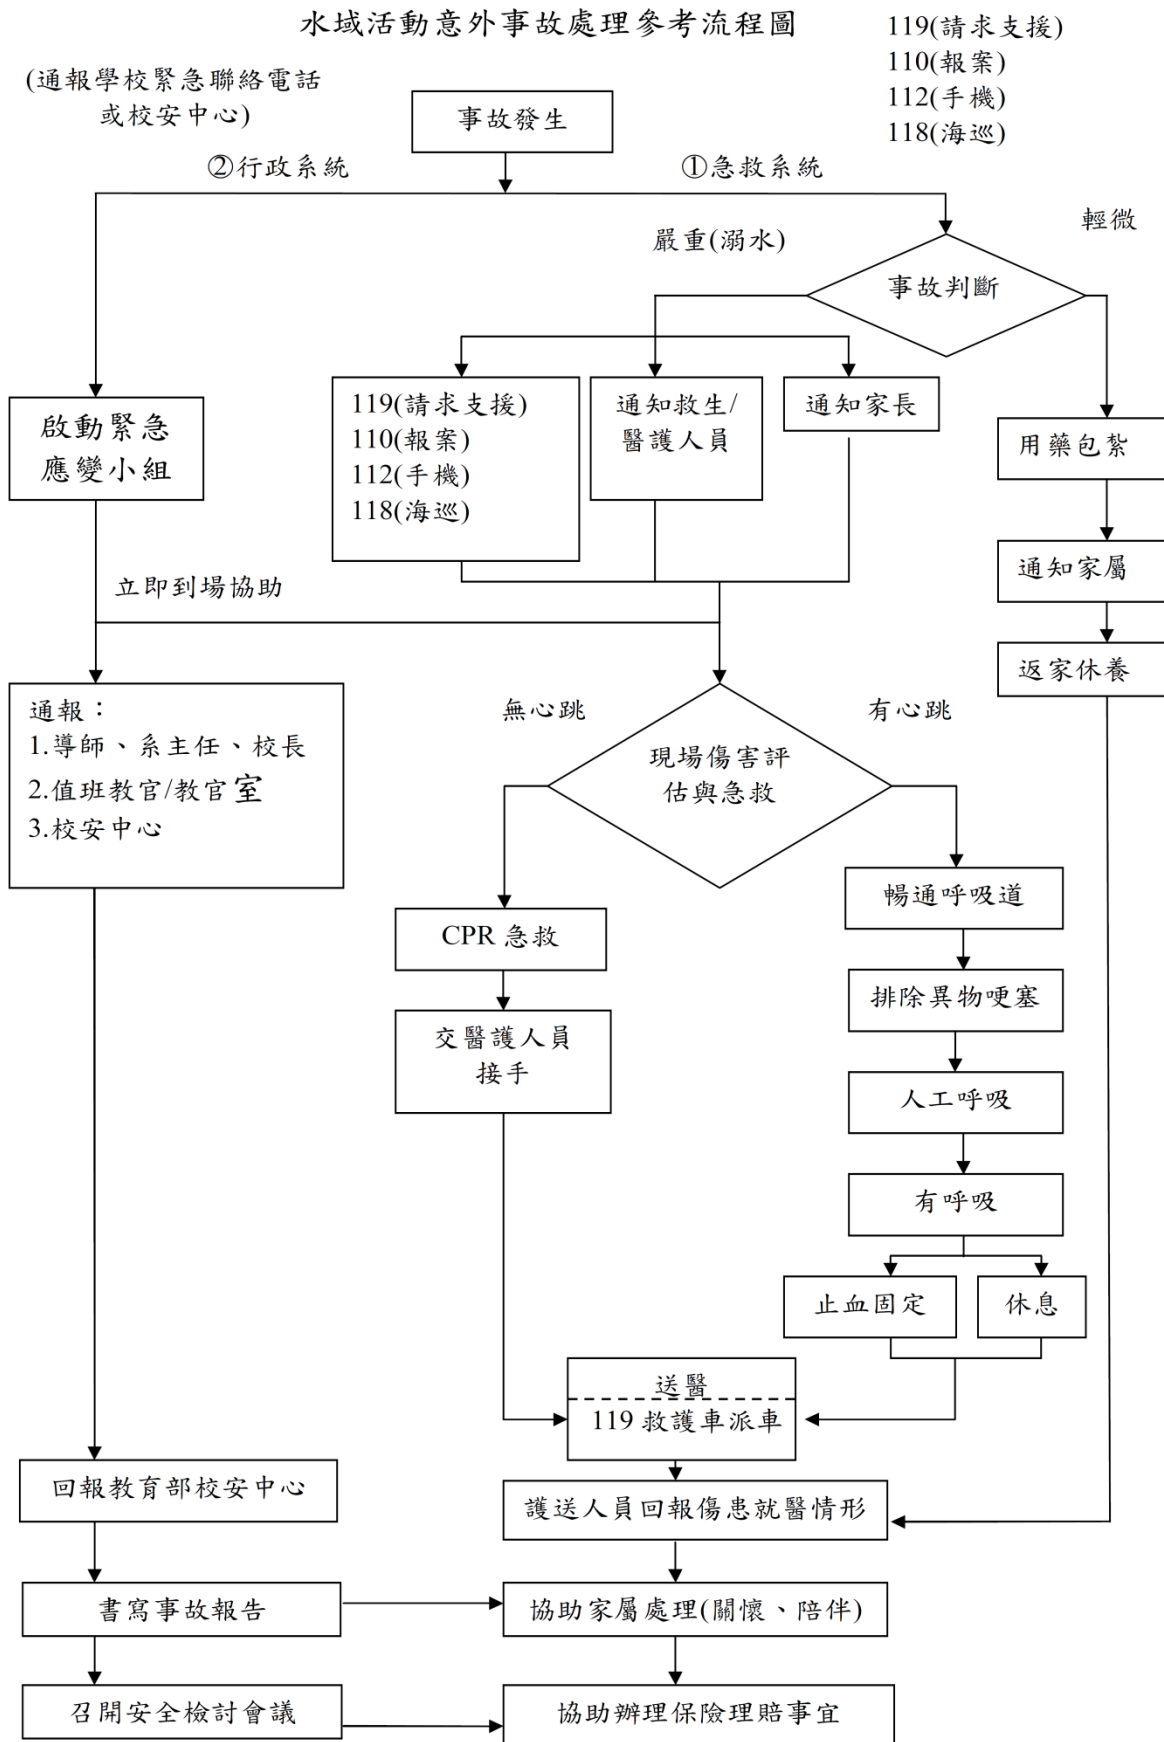 水域活動意外事故處理參考流程圖
119(請求支援)
110(報案)
112(手機)
118(海巡)
(通報學校緊急聯絡電話
或校安中心)
事故發生
②行政系統
①急救系統
嚴重(溺水)
輕微
事故判斷
啟動緊急
應變小組
119(請求支援)
110(報案)
112(手機)
118(海巡)
通知救生/
醫護人員
通知家長
用藥包紮
通知家屬
返家休養
立即到場協助
通報：
1.導師、系主任、校長
2.值班教官/教官室
3.校安中心
無心跳
有心跳
現場傷害評
估與急救
CPR 急救
交醫護人員
接手
暢通呼吸道
排除異物哽塞
人工呼吸
有呼吸
止血固定
休息
送醫
119 救護車派車
回報教育部校安中心
護送人員回報傷患就醫情形
書寫事故報告
協助家屬處理(關懷、陪伴)
召開安全檢討會議
協助辦理保險理賠事宜